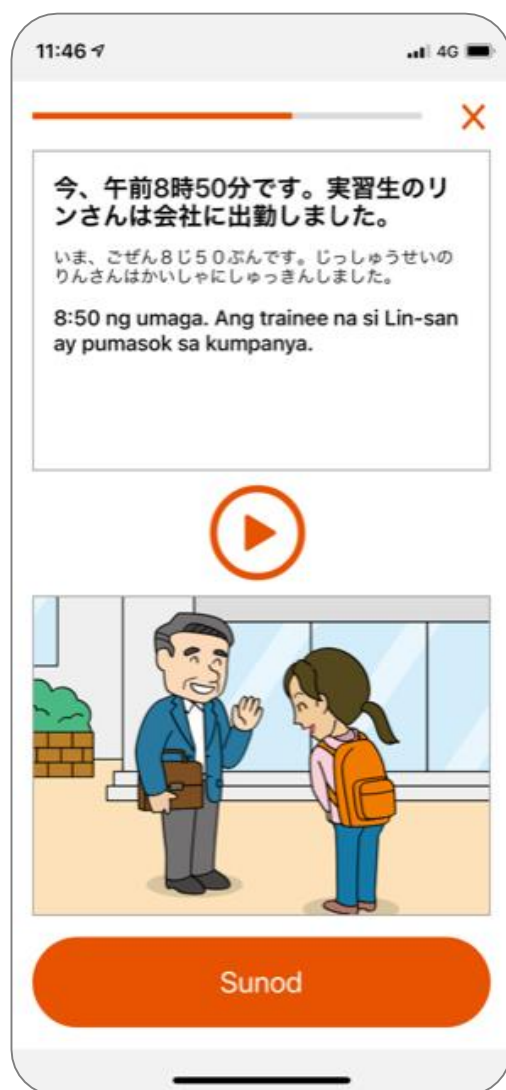 11:46
4G
今、午前8時50分です。実習生のリ
ンさんは会社に出勤しました。
いま、ごぜん８じ５０ぷんです。じっしゅうせいの
りんさんはかいしゃにしゅっきんしました。
8:50 ng umaga. Ang trainee na si Lin-san
ay pumasok sa kumpanya.
Sunod